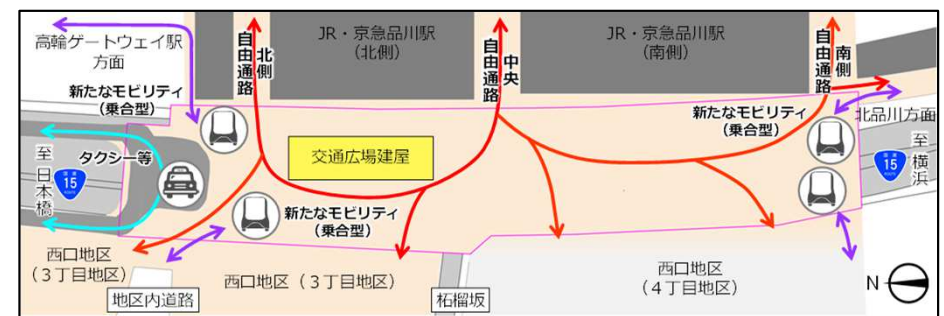 高輪ゲートウェイ駅
方面
北側
自由通路
JR・京急品川駅
(北側)
中央
自由通路
JR・京急品川駅
(南側)
南側
自由通路
新たなモビリティ
(乗合型)
新たなモビリティ
(乗合型)
北品川方面
至 日本橋
国道
15
ROUTE
タクシー等
交通広場建屋
国道
15
ROUTE
至 横浜
新たなモビリティ
(乗合型)
西口地区
(3丁目地区)
地区内道路
西口地区(3丁目地区)
柘榴坂
西口地区
(4丁目地区)
N